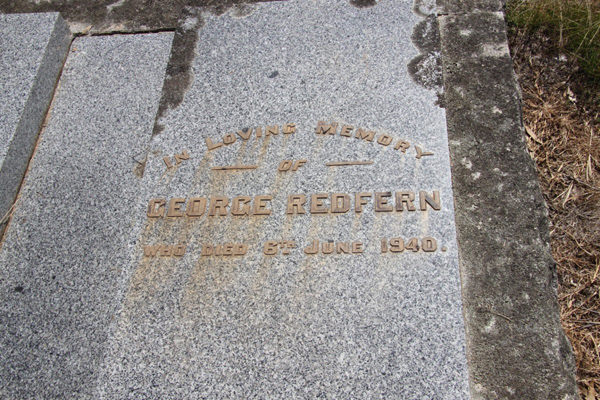 IN LOVING MEMORY
OF
GEORGE REDFERN
WHO DIED 6TH JUNE 1940.